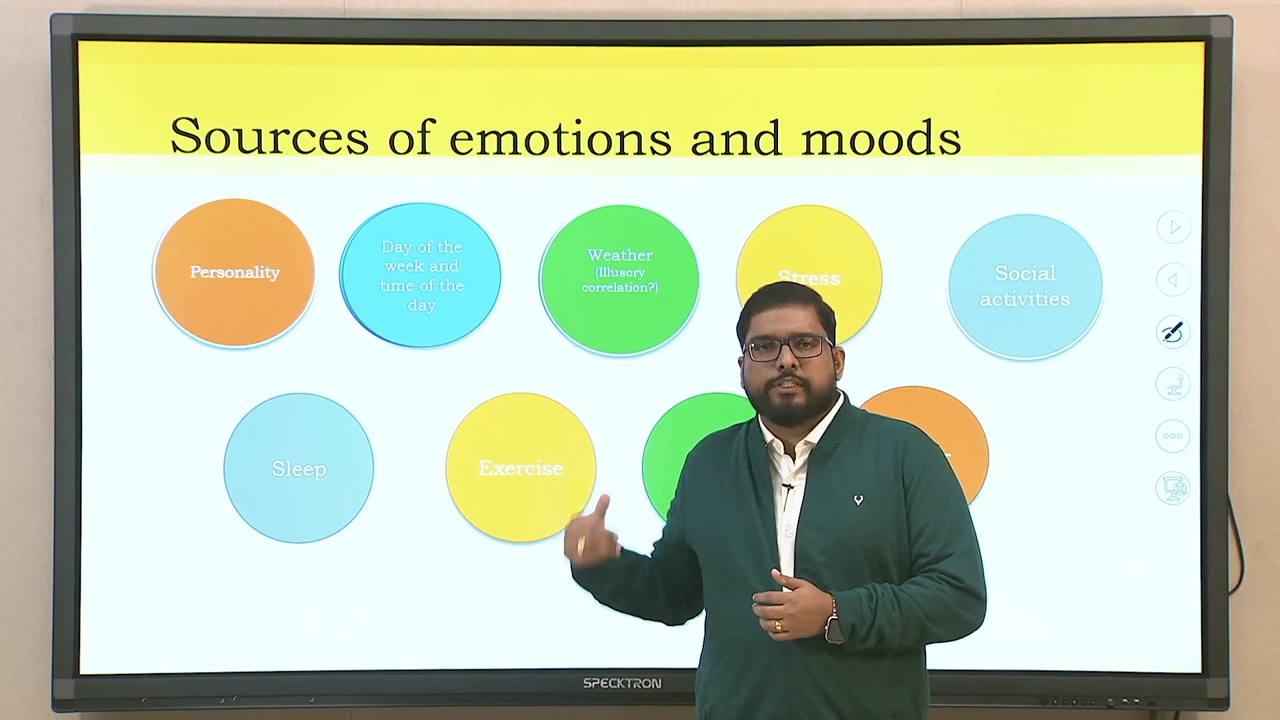 Sources of emotions and moods
Personality
Day of the
week and
time of the
day
Weather
(Illusory
correlation?)
Stress
Social
activities
Sleep
Exercise
SPECKTRON